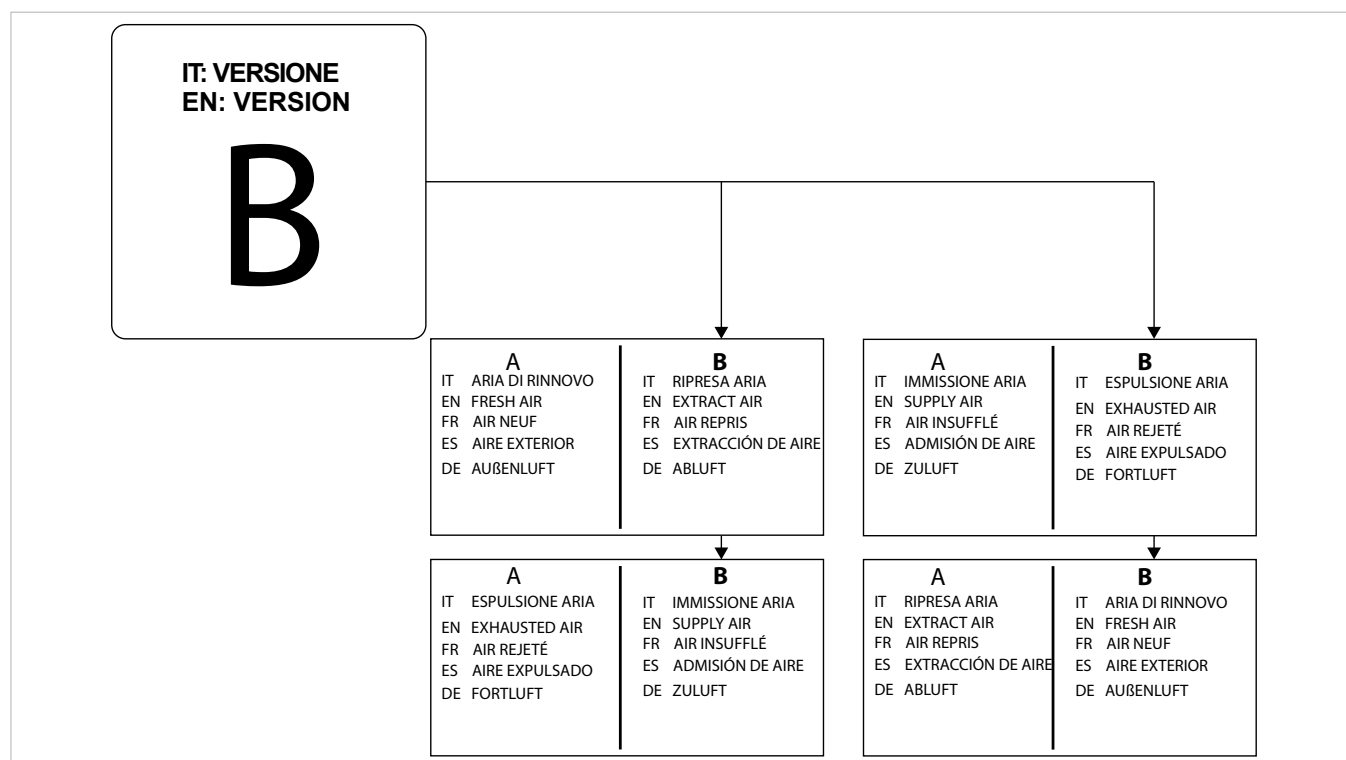 IT: VERSIONE
EN: VERSION
B
A
IT ARIA DI RINNOVO
EN FRESH AIR
FR AIR NEUF
ES AIRE EXTERIOR
DE AUßENLUFT
B
IT RIPRESA ARIA
EN EXTRACT AIR
FR AIR REPRIS
ES EXTRACCIÓN DE AIRE
DE ABLUFT
A
IT IMMISSIONE ARIA
EN SUPPLY AIR
FR AIR INSUFFLÉ
ES ADMISIÓN DE AIRE
DE ZULUFT
B
IT ESPULSIONE ARIA
EN EXHAUSTED AIR
FR AIR REJETÉ
ES AIRE EXPULSADO
DE FORTLUFT
A
IT ESPULSIONE ARIA
EN EXHAUSTED AIR
FR AIR REJETÉ
ES AIRE EXPULSADO
DE FORTLUFT
B
IT IMMISSIONE ARIA
EN SUPPLY AIR
FR AIR INSUFFLÉ
ES ADMISIÓN DE AIRE
DE ZULUFT
A
IT RIPRESA ARIA
EN EXTRACT AIR
FR AIR REPRIS
ES EXTRACCIÓN DE AIRE
DE ABLUFT
B
IT ARIA DI RINNOVO
EN FRESH AIR
FR AIR NEUF
ES AIRE EXTERIOR
DE AUßENLUFT